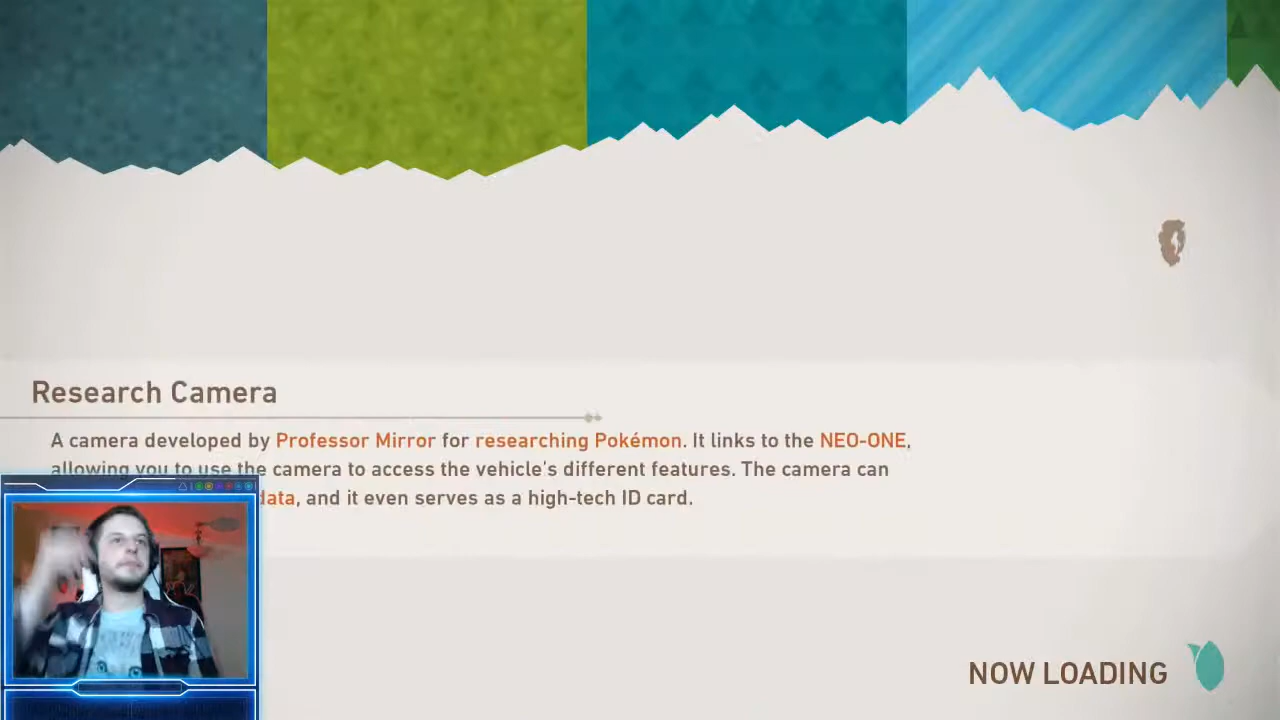 Research Camera
A camera developed by Professor Mirror for researching Pokémon. It links to the NEO-ONE,
allowing you to use the camera to access the vehicle's different features. The camera can
data, and it even serves as a high-tech ID card.
NOW LOADING